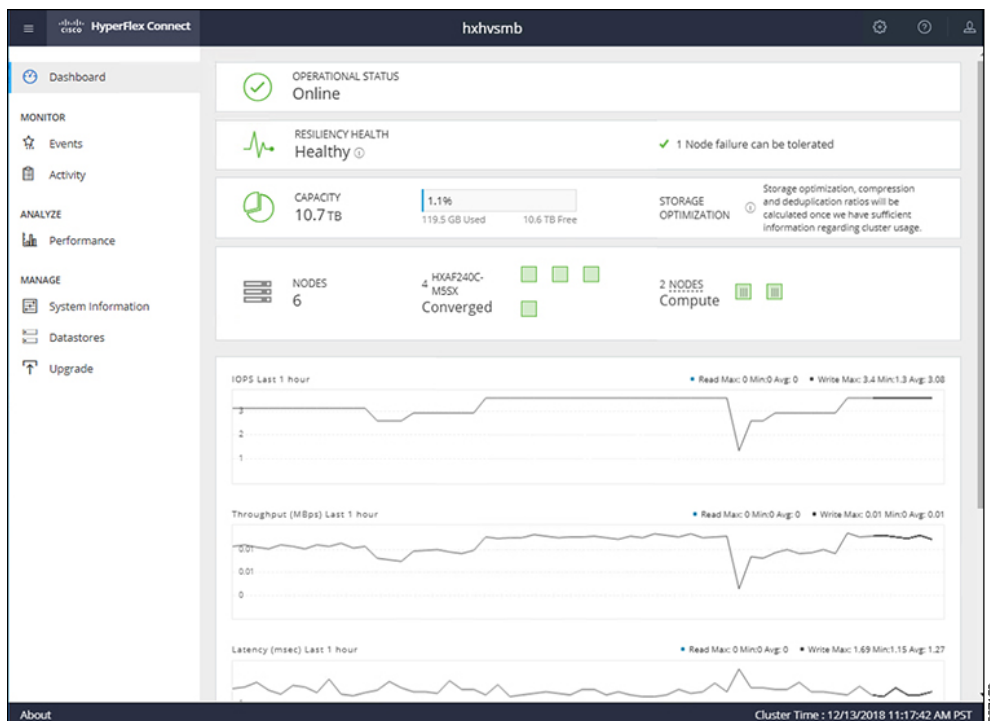 CISCO HyperFlex Connect
hxhvsmb
Dashboard
MONITOR
Events
Activity
ANALYZE
Performance
MANAGE
System Information
Datastores
Upgrade
OPERATIONAL STATUS
Online
RESILIENCY HEALTH
Healthy
1 Node failure can be tolerated
CAPACITY
10.7 TB
1.1%
119.5 GB Used 10.6 TB Free
STORAGE
OPTIMIZATION
Storage optimization, compression
and deduplication ratios will be
calculated once we have sufficient
information regarding cluster usage.
NODES
6
4 HXAF240C-
M5SX
Converged
2 NODES
Compute
IOPS Last 1 hour
Read Max: 0 Min:0 Avg: 0 Write Max: 3.4 Min:1.3 Avg: 3.08
3
2
1
Throughput (MBps) Last 1 hour
Read Max: 0 Min:0 Avg: 0 Write Max: 0.01 Min:0 Avg: 0.01
0.01
0.01
0
Latency (msec) Last 1 hour
Read Max: 0 Min:0 Avg: 0 Write Max: 1.69 Min:1.15 Avg: 1.27
About
Cluster Time : 12/13/2018 11:17:42 AM PST